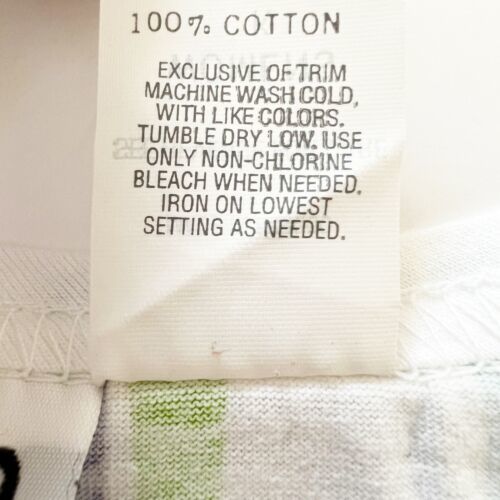 100% COTTON
EXCLUSIVE OF TRIM
MACHINE WASH COLD,
WITH LIKE COLORS.
TUMBLE DRY LOW. USE
ONLY NON-CHLORINE
BLEACH WHEN NEEDED.
IRON ON LOWEST
SETTING AS NEEDED.